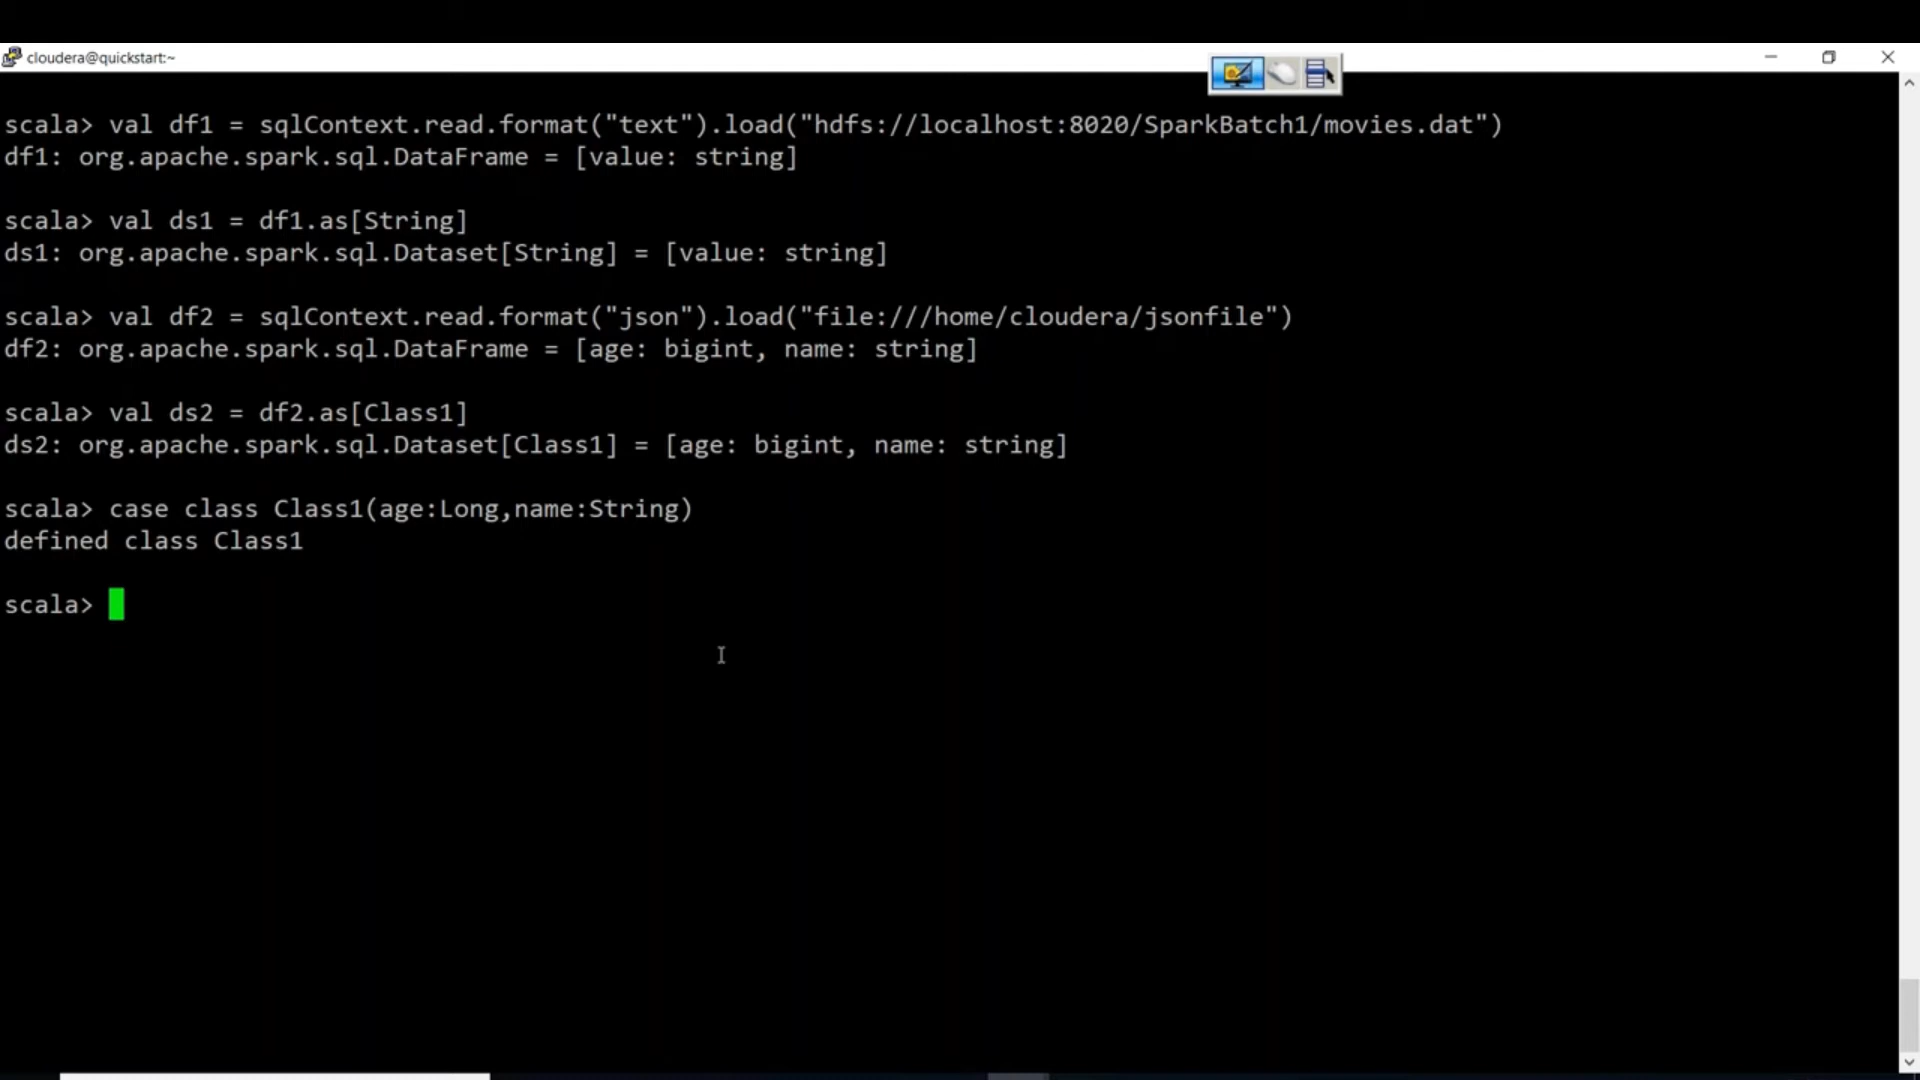 cloudera@quickstart:~
scala> val df1 = sqlContext.read.format("text").load("hdfs://localhost:8020/SparkBatch1/movies.dat")
df1: org.apache.spark.sql.DataFrame = [value: string]
scala> val ds1 = df1.as[String]
ds1: org.apache.spark.sql.Dataset[String] = [value: string]
scala> val df2 = sqlContext.read.format("json").load("file:///home/cloudera/jsonfile")
df2: org.apache.spark.sql.DataFrame = [age: bigint, name: string]
scala> val ds2 = df2.as[Class1]
ds2: org.apache.spark.sql.Dataset[Class1] = [age: bigint, name: string]
scala> case class Class1(age:Long,name:String)
defined class Class1
scala>